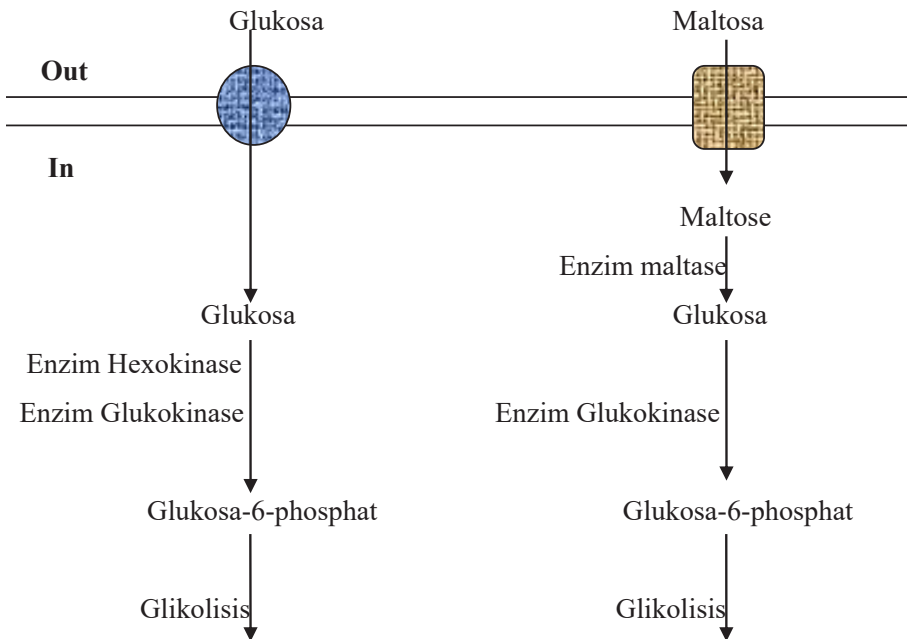 Glukosa
Maltosa
Out
In
Maltose
Enzim maltase
Glukosa
Glukosa
Enzim Hexokinase
Enzim Glukokinase
Enzim Glukokinase
Glukosa-6-phosphat
Glukosa-6-phosphat
Glikolisis
Glikolisis